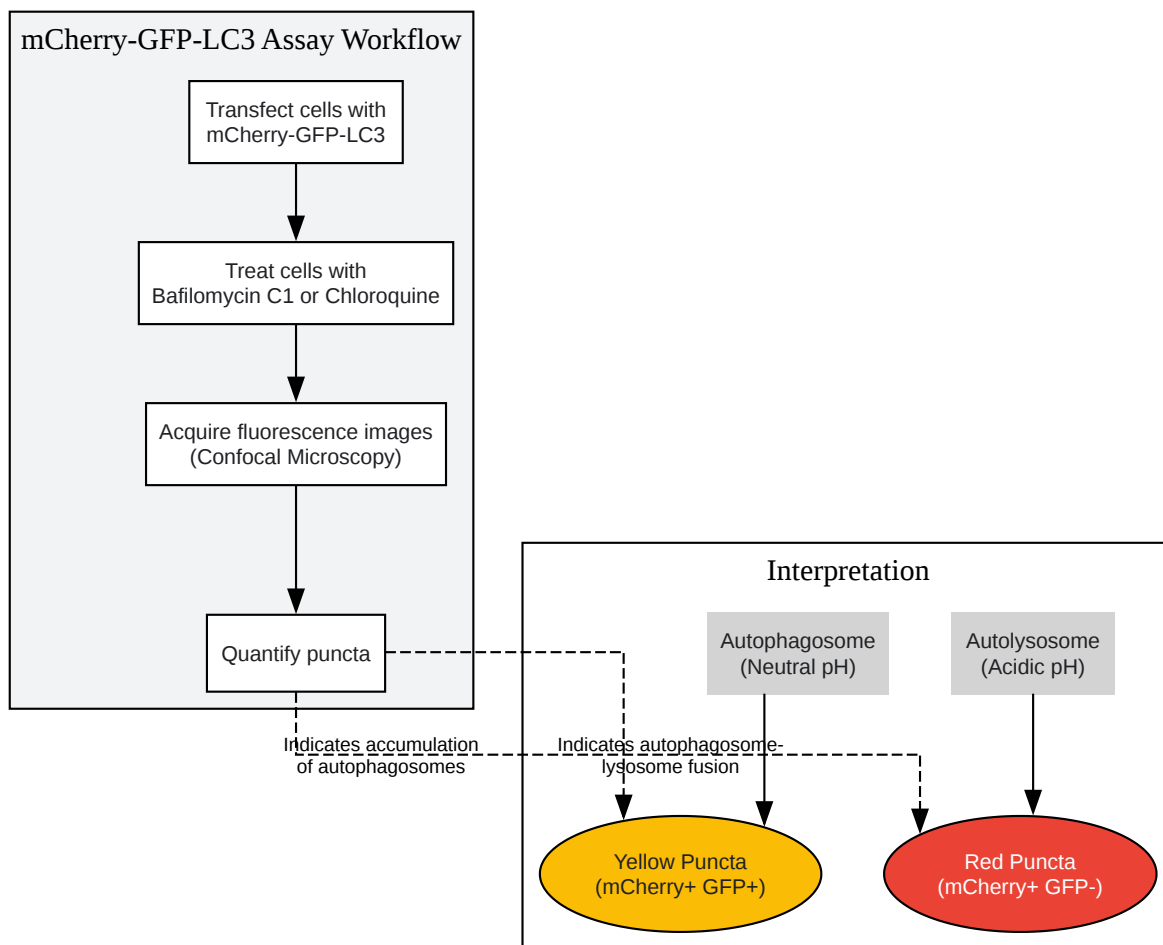 mCherry-GFP-LC3 Assay Workflow
Transfect cells with
mCherry-GFP-LC3
Treat cells with
Bafilomycin C1 or Chloroquine
Acquire fluorescence images
(Confocal Microscopy)
Quantify puncta
Interpretation
Autophagosome
(Neutral pH)
Autolysosome
(Acidic pH)
Indicates accumulation
of autophagosomes
Indicates autophagosome-
lysosome fusion
Yellow Puncta
(mCherry+ GFP+)
Red Puncta
(mCherry+ GFP-)